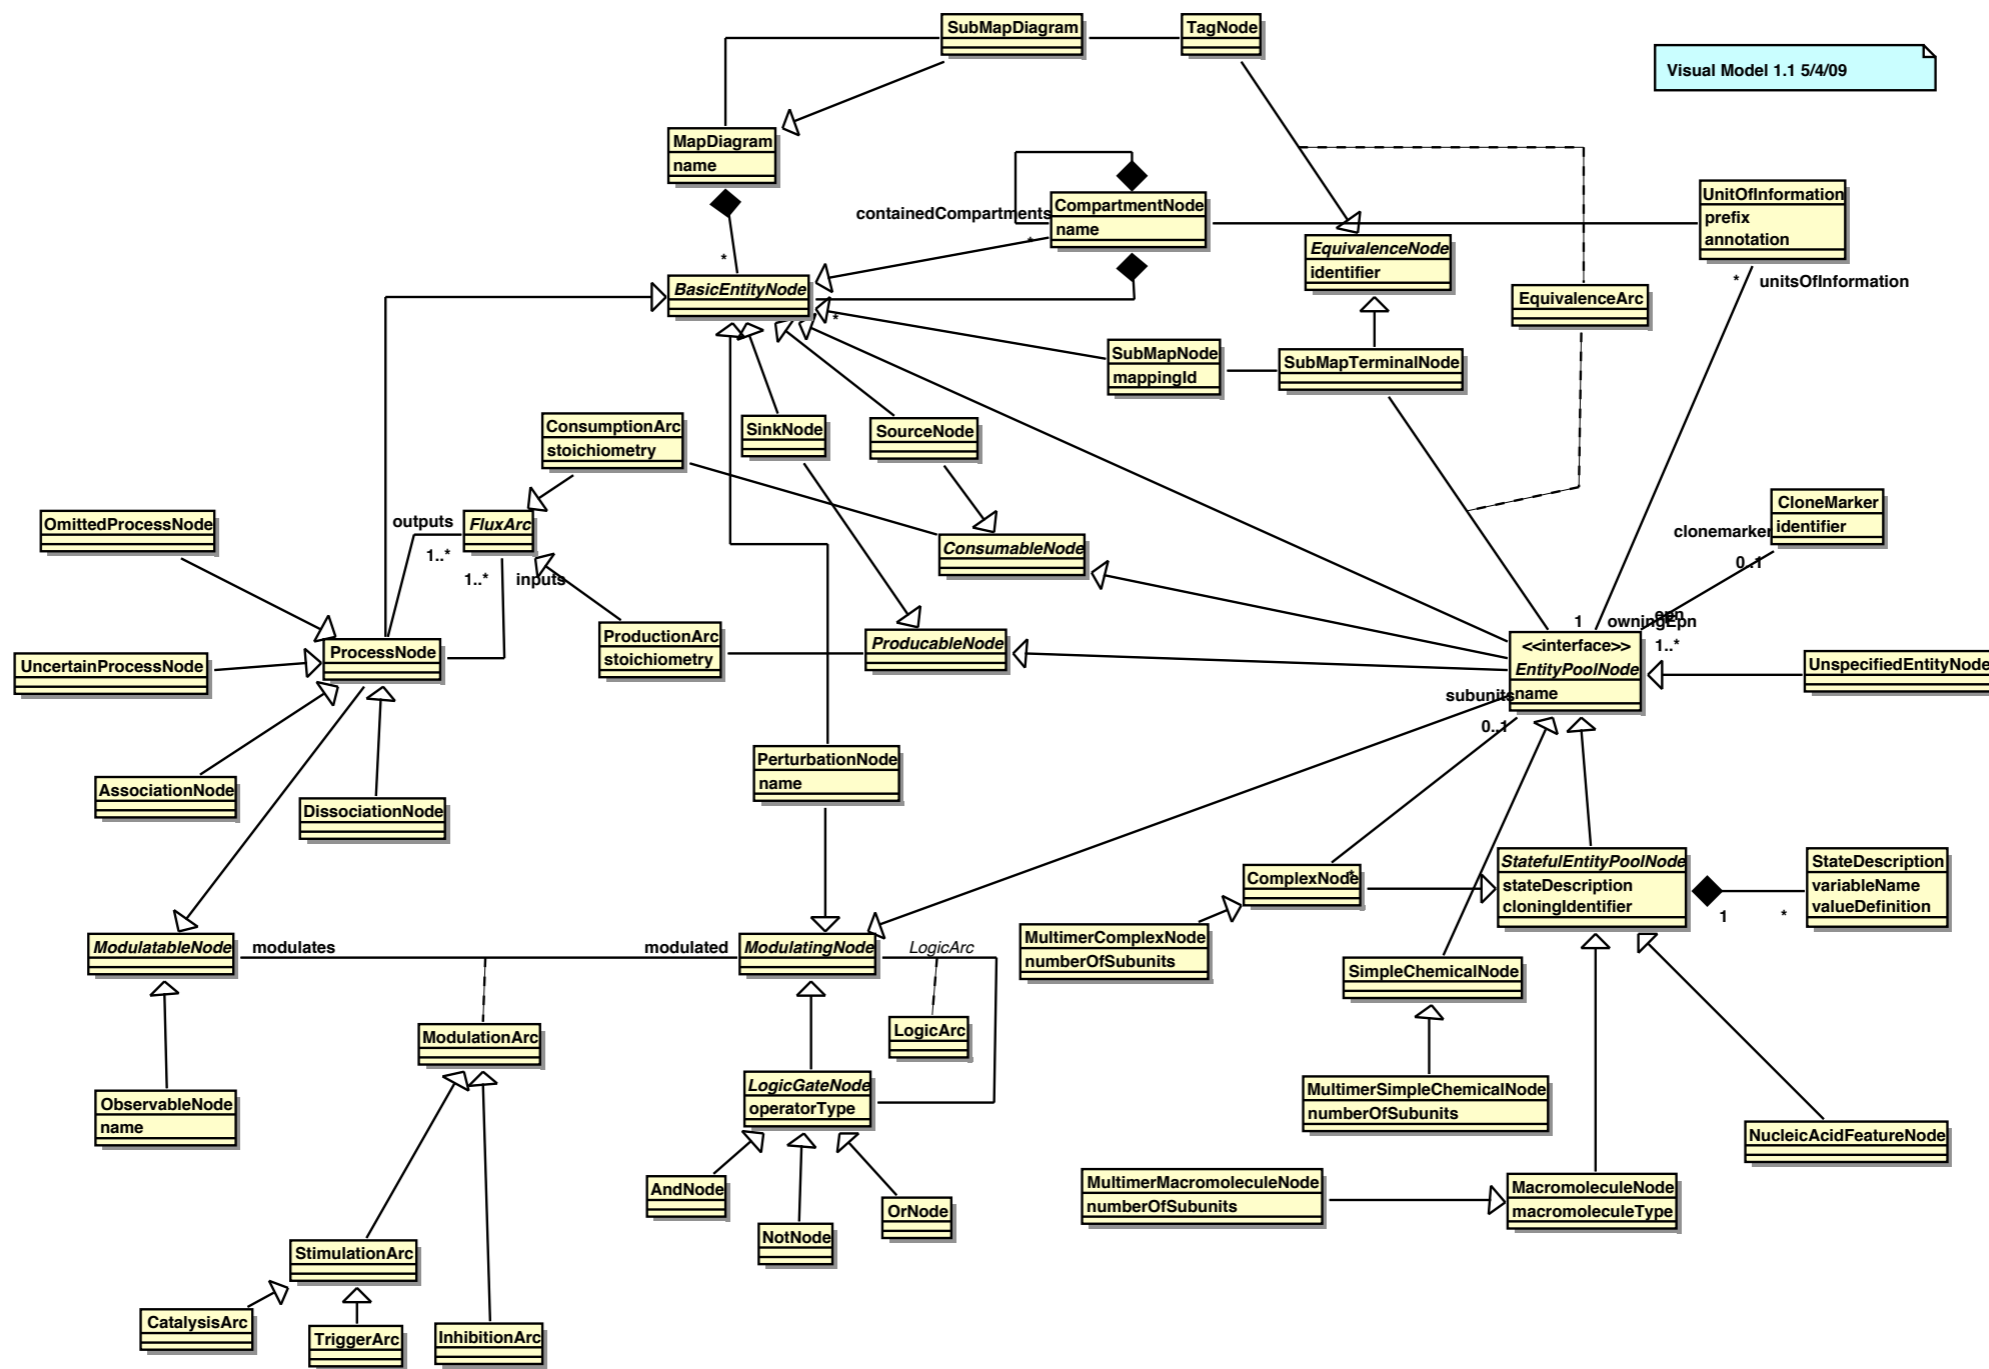 SubMapDiagram
TagNode
Visual Model 1.1 5/4/09
MapDiagram
name
containedCompartments
*
CompartmentNode
name
UnitOfInformation
prefix
annotation
*
unitsOfInformation
EquivalenceNode
identifier
*
BasicEntityNode
*
EquivalenceArc
SubMapNode
mappingId
SubMapTerminalNode
ConsumptionArc
stoichiometry
SinkNode
SourceNode
OmittedProcessNode
outputs
1..*
FluxArc
1..*
inputs
ConsumableNode
CloneMarker
identifier
clonemarker
0..1
UncertainProcessNode
ProcessNode
ProductionArc
stoichiometry
ProducableNode
1
owningEpn
epn
1..*
<<interface>>
EntityPoolNode
name
UnspecifiedEntityNode
subunits
0..1
AssociationNode
DissociationNode
PerturbationNode
name
ComplexNode
*
StatefulEntityPoolNode
stateDescription
cloningIdentifier
1
*
StateDescription
variableName
valueDefinition
ModulatableNode
modulates
modulated
ModulatingNode
LogicArc
MultimerComplexNode
numberOfSubunits
SimpleChemicalNode
ModulationArc
LogicArc
ObservableNode
name
LogicGateNode
operatorType
MultimerSimpleChemicalNode
numberOfSubunits
NucleicAcidFeatureNode
AndNode
NotNode
OrNode
MultimerMacromoleculeNode
numberOfSubunits
MacromoleculeNode
macromoleculeType
StimulationArc
CatalysisArc
TriggerArc
InhibitionArc